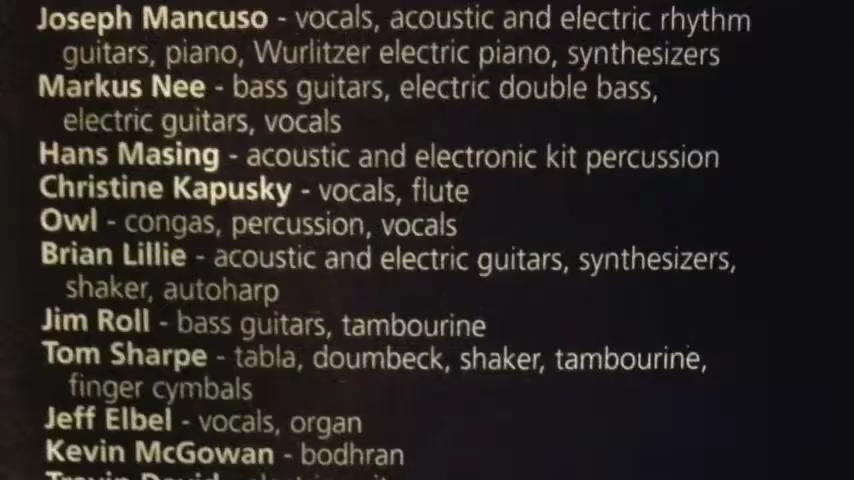 Joseph Mancuso - vocals, acoustic and electric rhythm
guitars, piano, Wurlitzer electric piano, synthesizers
Markus Nee - bass guitars, electric double bass,
electric guitars, vocals
Hans Masing - acoustic and electronic kit percussion
Christine Kapusky - vocals, flute
Owl - congas, percussion, vocals
Brian Lillie - acoustic and electric guitars, synthesizers,
shaker, autoharp
Jim Roll - bass guitars, tambourine
Tom Sharpe - tabla, doumbeck, shaker, tambourine,
finger cymbals
Jeff Elbel - vocals, organ
Kevin McGowan - bodhran